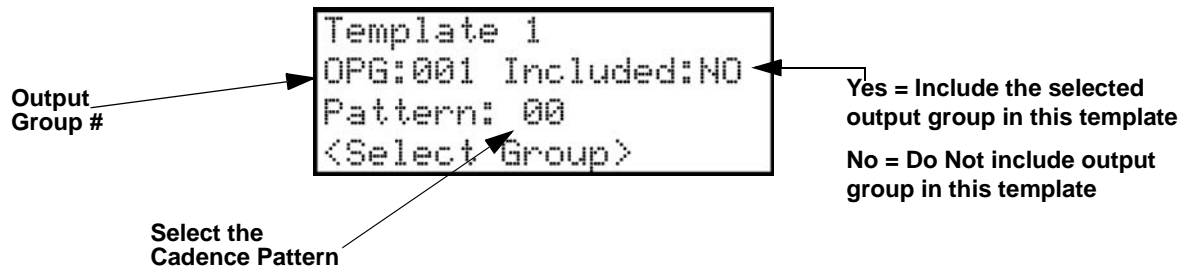 Template 1
OPG:001 Included:NO
Pattern: 00
<Select Group>
Output
Group #
Yes = Include the selected
output group in this template
No = Do Not include output
group in this template
Select the
Cadence Pattern